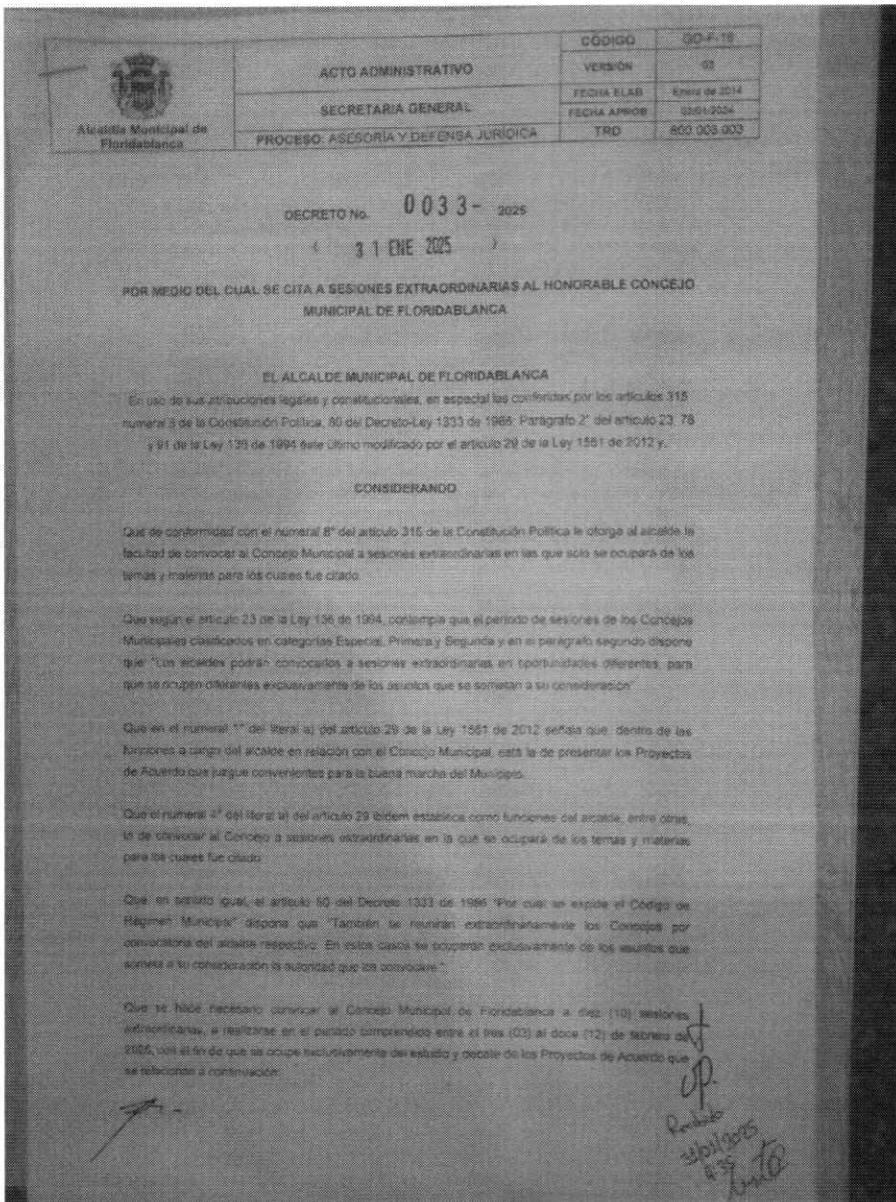 Alcaldía Municipal de
Floridablanca
ACTO ADMINISTRATIVO
SECRETARIA GENERAL
PROCESO: ASESORÍA Y DEFENSA JURÍDICA
CÓDIGO GD-F-18
VERSIÓN 03
FECHA ELAB Enero de 2014
FECHA APROB 03/01/2024
TRD 800.003.003
DECRETO No. 0033- 2025
( 31 ENE 2025 )
POR MEDIO DEL CUAL SE CITA A SESIONES EXTRAORDINARIAS AL HONORABLE CONCEJO
MUNICIPAL DE FLORIDABLANCA
EL ALCALDE MUNICIPAL DE FLORIDABLANCA
En uso de sus atribuciones legales y constitucionales, en especial las conferidas por los artículos 315
numeral 8 de la Constitución Política, 80 del Decreto-Ley 1333 de 1986, Parágrafo 2° del artículo 23, 78
y 91 de la Ley 136 de 1994 éste último modificado por el artículo 29 de la Ley 1551 de 2012 y,
CONSIDERANDO
Que de conformidad con el numeral 8° del artículo 315 de la Constitución Política le otorga al alcalde la
facultad de convocar al Concejo Municipal a sesiones extraordinarias en las que solo se ocupará de los
temas y materias para los cuales fue citado.
Que según el artículo 23 de la Ley 136 de 1994, contempla que el período de sesiones de los Concejos
Municipales clasificados en categorías Especial, Primera y Segunda y en el parágrafo segundo dispone
que "Los alcaldes podrán convocarlos a sesiones extraordinarias en oportunidades diferentes, para
que se ocupen diferentes exclusivamente de los asuntos que se sometan a su consideración"
Que en el numeral 1° del literal a) del artículo 29 de la Ley 1551 de 2012 señala que, dentro de las
funciones a cargo del alcalde en relación con el Concejo Municipal, está la de presentar los Proyectos
de Acuerdo que juzgue convenientes para la buena marcha del Municipio.
Que el numeral 4° del literal a) del artículo 29 ibidem establece como funciones del alcalde, entre otras,
la de convocar al Concejo a sesiones extraordinarias en la que se ocupará de los temas y materias
para los cuales fue citado.
Que, en sentido igual, el artículo 80 del Decreto 1333 de 1986 "Por cual se expide el Código de
Régimen Municipal" dispone que "También se reunirán extraordinariamente los Concejos por
convocatoria del alcalde respectivo. En estos casos se ocuparán exclusivamente de los asuntos que
someta a su consideración la autoridad que los convocare."
Que se hace necesario convocar al Concejo Municipal de Floridablanca a diez (10) sesiones
extraordinarias, a realizarse en el período comprendido entre el tres (03) al doce (12) de febrero de
2025, con el fin de que se ocupe exclusivamente del estudio y debate de los Proyectos de Acuerdo que
se relacionan a continuación:
Recibido
31/01/2025
4:35